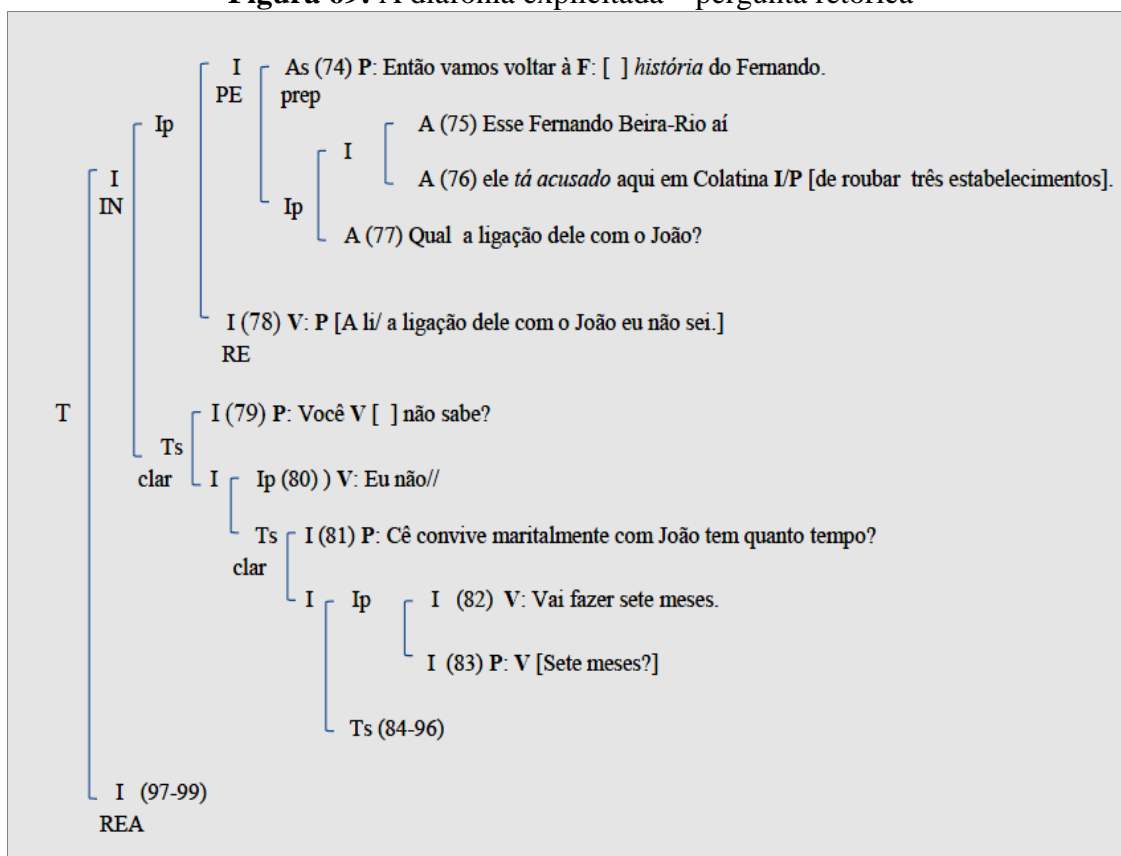 Figura 69: A diafonia explicitada – pergunta retórica
I As (74) P: Então vamos voltar à F: [ ] história do Fernando.
PE prep
Ip A (75) Esse Fernando Beira-Rio aí
I
I A (76) ele tá acusado aqui em Colatina I/P [de roubar três estabelecimentos].
IN Ip
A (77) Qual a ligação dele com o João?
I (78) V: P [A li/ a ligação dele com o João eu não sei.]
RE
T I (79) P: Você V [ ] não sabe?
Ts
clar I Ip (80) ) V: Eu não//
Ts I (81) P: Cê convive maritalmente com João tem quanto tempo?
clar
I Ip I (82) V: Vai fazer sete meses.
I (83) P: V [Sete meses?]
Ts (84-96)
I (97-99)
REA